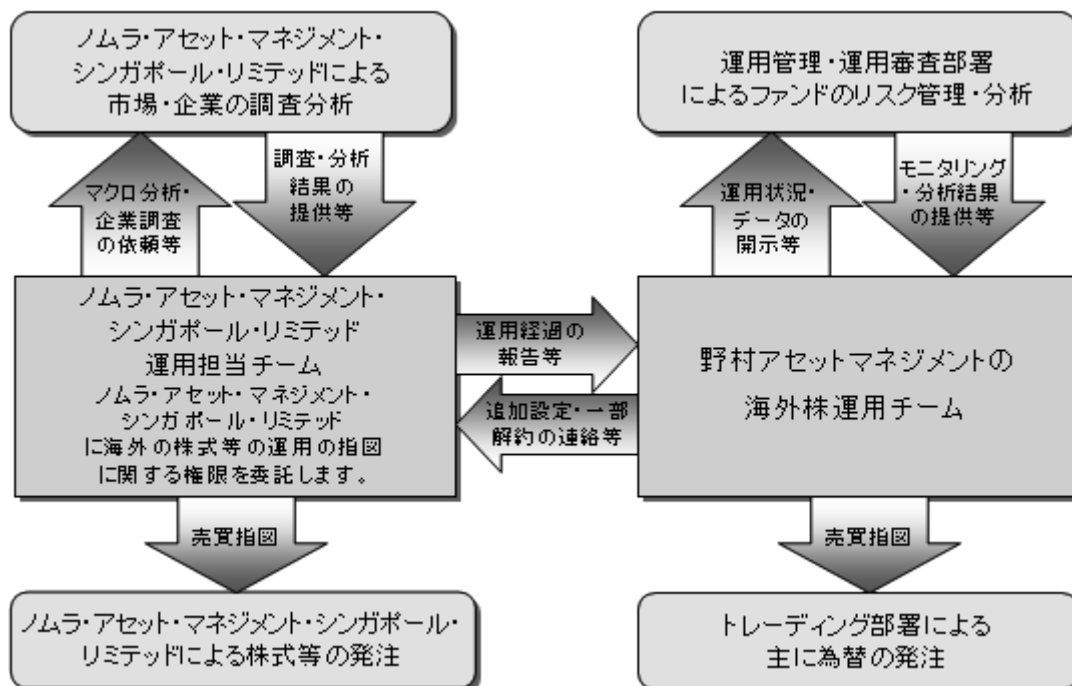 ノムラ・アセット・マネジメント・
シンガポール・リミテッドによる
市場・企業の調査分析
運用管理・運用審査部署
によるファンドのリスク管理・分析
マクロ分析・
企業調査
の依頼等
調査・分析
結果の
提供等
運用状況・
データの
開示等
モニタリング
・分析結果
の提供等
ノムラ・アセット・マネジメント・
シンガポール・リミテッド
運用担当チーム
ノムラ・アセット・マネジメント・
シンガポール・リミテッド
に海外の株式等の運用の指図
に関する権限を委託します。
運用経過の
報告等
追加設定・一部
解約の連絡等
野村アセットマネジメントの
海外株運用チーム
売買指図
売買指図
ノムラ・アセット・マネジメント・シンガポール・
リミテッドによる株式等の発注
トレーディング部署による
主に為替の発注